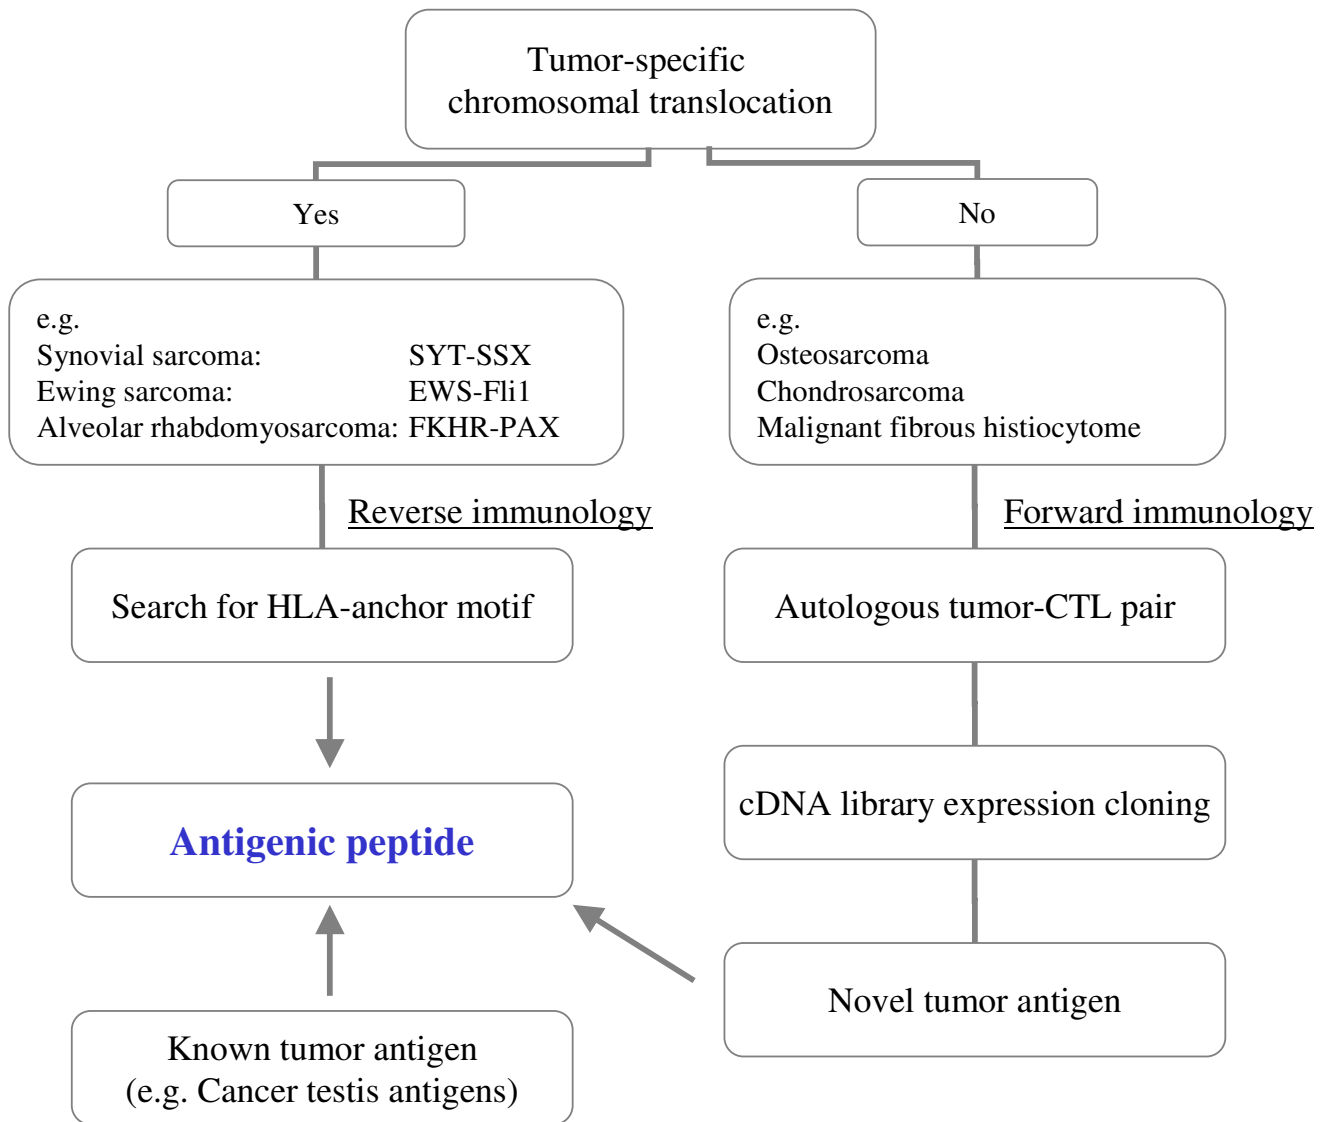 Tumor-specific
chromosomal translocation
Yes
No
e.g.
Synovial sarcoma: SYT-SSX
Ewing sarcoma: EWS-Fli1
Alveolar rhabdomyosarcoma: FKHR-PAX
e.g.
Osteosarcoma
Chondrosarcoma
Malignant fibrous histiocytome
Reverse immunology
Forward immunology
Search for HLA-anchor motif
Autologous tumor-CTL pair
Antigenic peptide
cDNA library expression cloning
Novel tumor antigen
Known tumor antigen
(e.g. Cancer testis antigens)